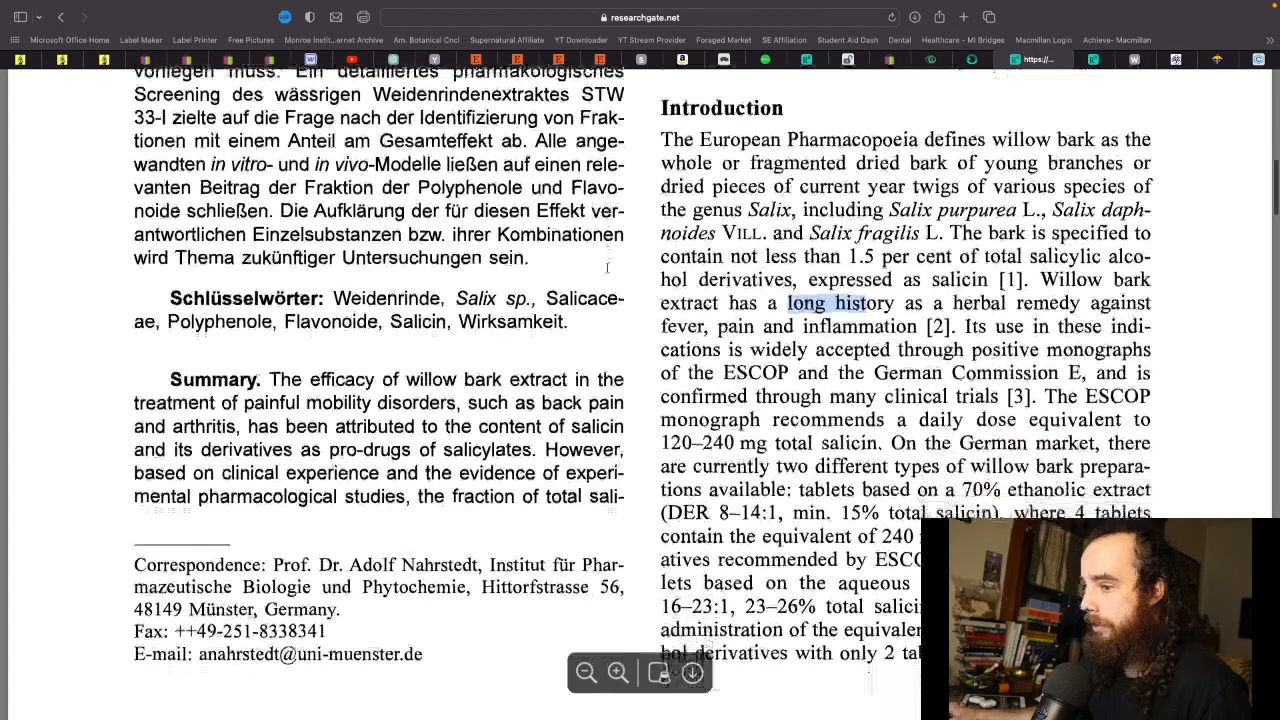 researchgate.net
Microsoft Office Home
Label Maker
Label Printer
Free Pictures
Monroe Insti...ernet Archive
Am. Botanical Cncl
Supernatural Affiliate
YT Downloader
YT Stream Provider
Foraged Market
SE Affiliation
Student Aid Dash
Dental
Healthcare - MI Bridges
Macmillan Login
Achieve- Macmillan
https://...
vorliegen muss. Ein detailliertes pharmakologisches
Screening des wässrigen Weidenrindenextraktes STW
33-I zielte auf die Frage nach der Identifizierung von Frak-
tionen mit einem Anteil am Gesamteffekt ab. Alle ange-
wandten in vitro- und in vivo-Modelle ließen auf einen rele-
vanten Beitrag der Fraktion der Polyphenole und Flavo-
noide schließen. Die Aufklärung der für diesen Effekt ver-
antwortlichen Einzelsubstanzen bzw. ihrer Kombinationen
wird Thema zukünftiger Untersuchungen sein.
Schlüsselwörter: Weidenrinde, Salix sp., Salicace-
ae, Polyphenole, Flavonoide, Salicin, Wirksamkeit.
Summary. The efficacy of willow bark extract in the
treatment of painful mobility disorders, such as back pain
and arthritis, has been attributed to the content of salicin
and its derivatives as pro-drugs of salicylates. However,
based on clinical experience and the evidence of experi-
mental pharmacological studies, the fraction of total sali-
Correspondence: Prof. Dr. Adolf Nahrstedt, Institut für Phar-
mazeutische Biologie und Phytochemie, Hittorfstrasse 56,
48149 Münster, Germany.
Fax: ++49-251-8338341
E-mail: anahrstedt@uni-muenster.de
Introduction
The European Pharmacopoeia defines willow bark as the
whole or fragmented dried bark of young branches or
dried pieces of current year twigs of various species of
the genus Salix, including Salix purpurea L., Salix daph-
noides VILL. and Salix fragilis L. The bark is specified to
contain not less than 1.5 per cent of total salicylic alco-
hol derivatives, expressed as salicin [1]. Willow bark
extract has a long history as a herbal remedy against
fever, pain and inflammation [2]. Its use in these indi-
cations is widely accepted through positive monographs
of the ESCOP and the German Commission E, and is
confirmed through many clinical trials [3]. The ESCOP
monograph recommends a daily dose equivalent to
120–240 mg total salicin. On the German market, there
are currently two different types of willow bark prepara-
tions available: tablets based on a 70% ethanolic extract
(DER 8–14:1, min. 15% total salicin), where 4 tablets
contain the equivalent of 240
atives recommended by ESC
lets based on the aqueous
16–23:1, 23–26% total salici
administration of the equivale
hol derivatives with only 2 ta